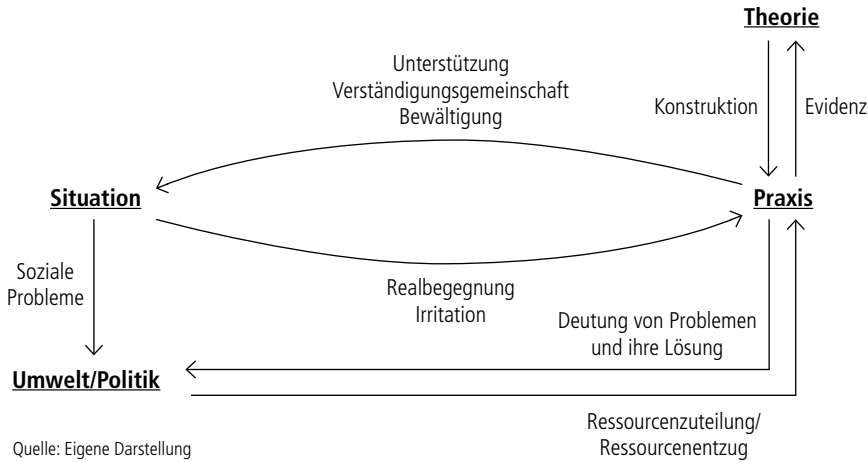 Theorie
Unterstützung
Verständigungsgemeinschaft
Bewältigung
Konstruktion
Evidenz
Situation
Praxis
Soziale
Probleme
Realbegegnung
Irritation
Deutung von Problemen
und ihre Lösung
Umwelt/Politik
Ressourcenzuteilung/
Ressourcenentzug
Quelle: Eigene Darstellung